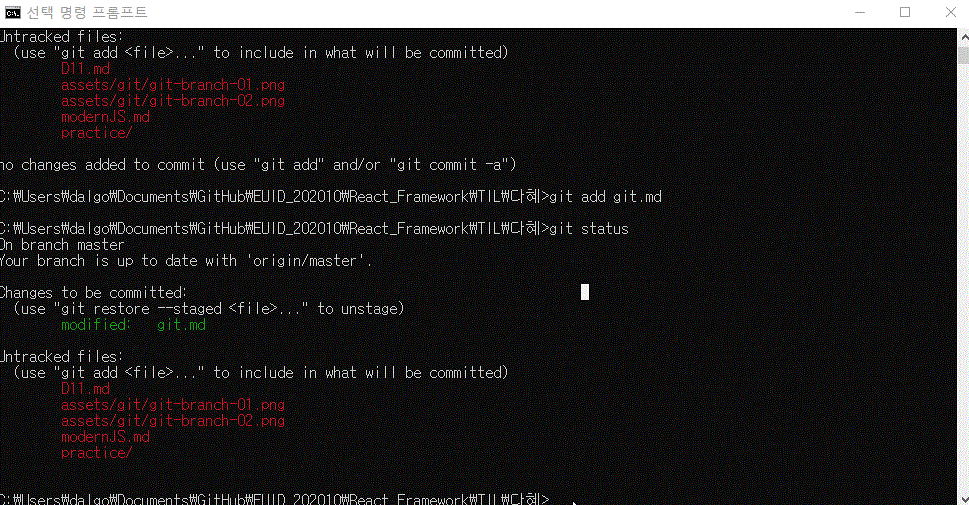 선택 명령 프롬프트
Untracked files:
(use "git add <file>..." to include in what will be committed)
D11.md
assets/git/git-branch-01.png
assets/git/git-branch-02.png
modernJS.md
practice/
no changes added to commit (use "git add" and/or "git commit -a")
C:₩Users₩dalgo₩Documents₩GitHub₩EUID_202010₩React_Framework₩TIL₩다혜>git add git.md
C:₩Users₩dalgo₩Documents₩GitHub₩EUID_202010₩React_Framework₩TIL₩다혜>git status
On branch master
Your branch is up to date with 'origin/master'.
Changes to be committed:
(use "git restore --staged <file>..." to unstage)
modified:   git.md
Untracked files:
(use "git add <file>..." to include in what will be committed)
D11.md
assets/git/git-branch-01.png
assets/git/git-branch-02.png
modernJS.md
practice/
C:₩Users₩dalgo₩Documents₩GitHub₩EUID_202010₩React_Framework₩TIL₩다혜>